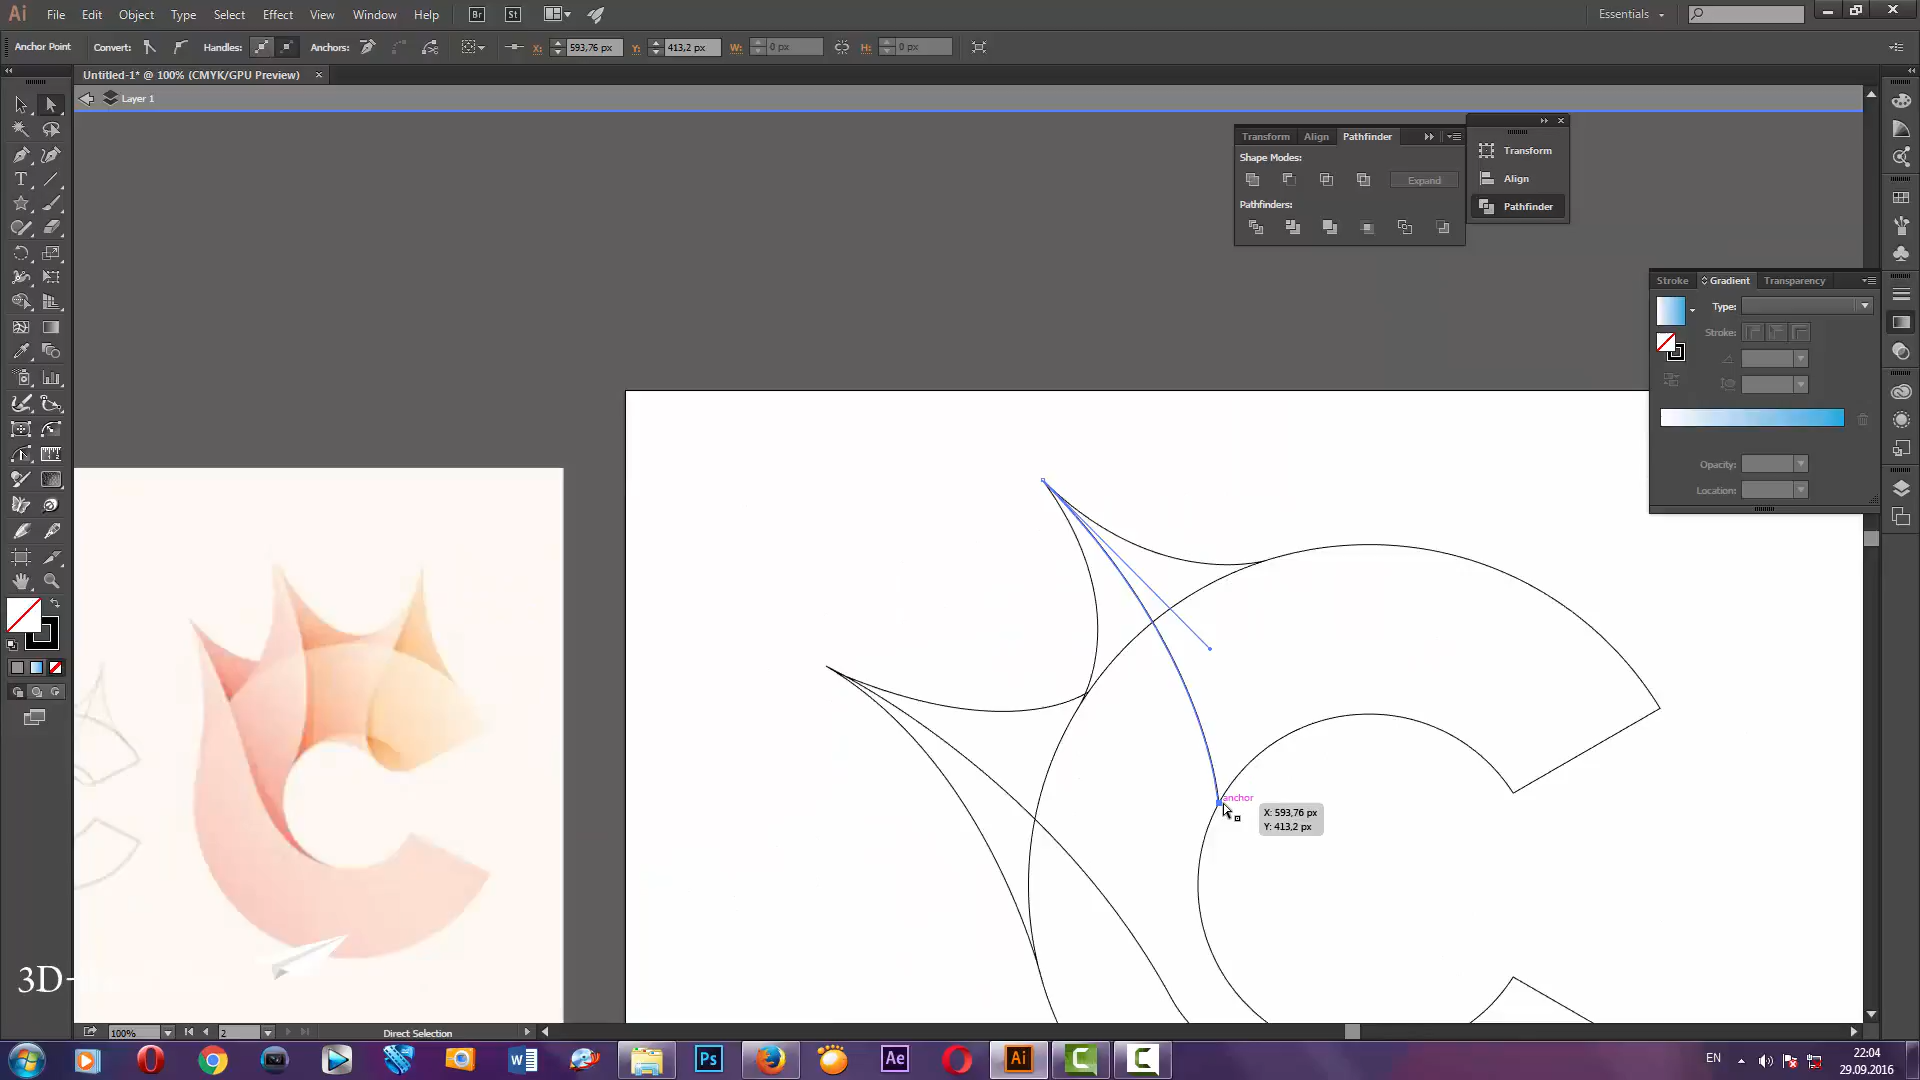 Ai File Edit Object Type Select Effect View Window Help Br St Essentials
Anchor Point Convert: Handles: Anchors: X: 593,76 px Y: 413,2 px W: 0 px H: 0 px
Untitled-1* @ 100% (CMYK/GPU Preview) ×
Layer 1
Transform Align Pathfinder
Shape Modes:
Expand
Pathfinders:
Transform
Align
Pathfinder
Stroke Gradient Transparency
Type:
Stroke:
Opacity:
Location:
anchor
X: 593,76 px
Y: 413,2 px
3D-
100% 2 Direct Selection
Ps Ae Ai EN 22:04
29.09.2016